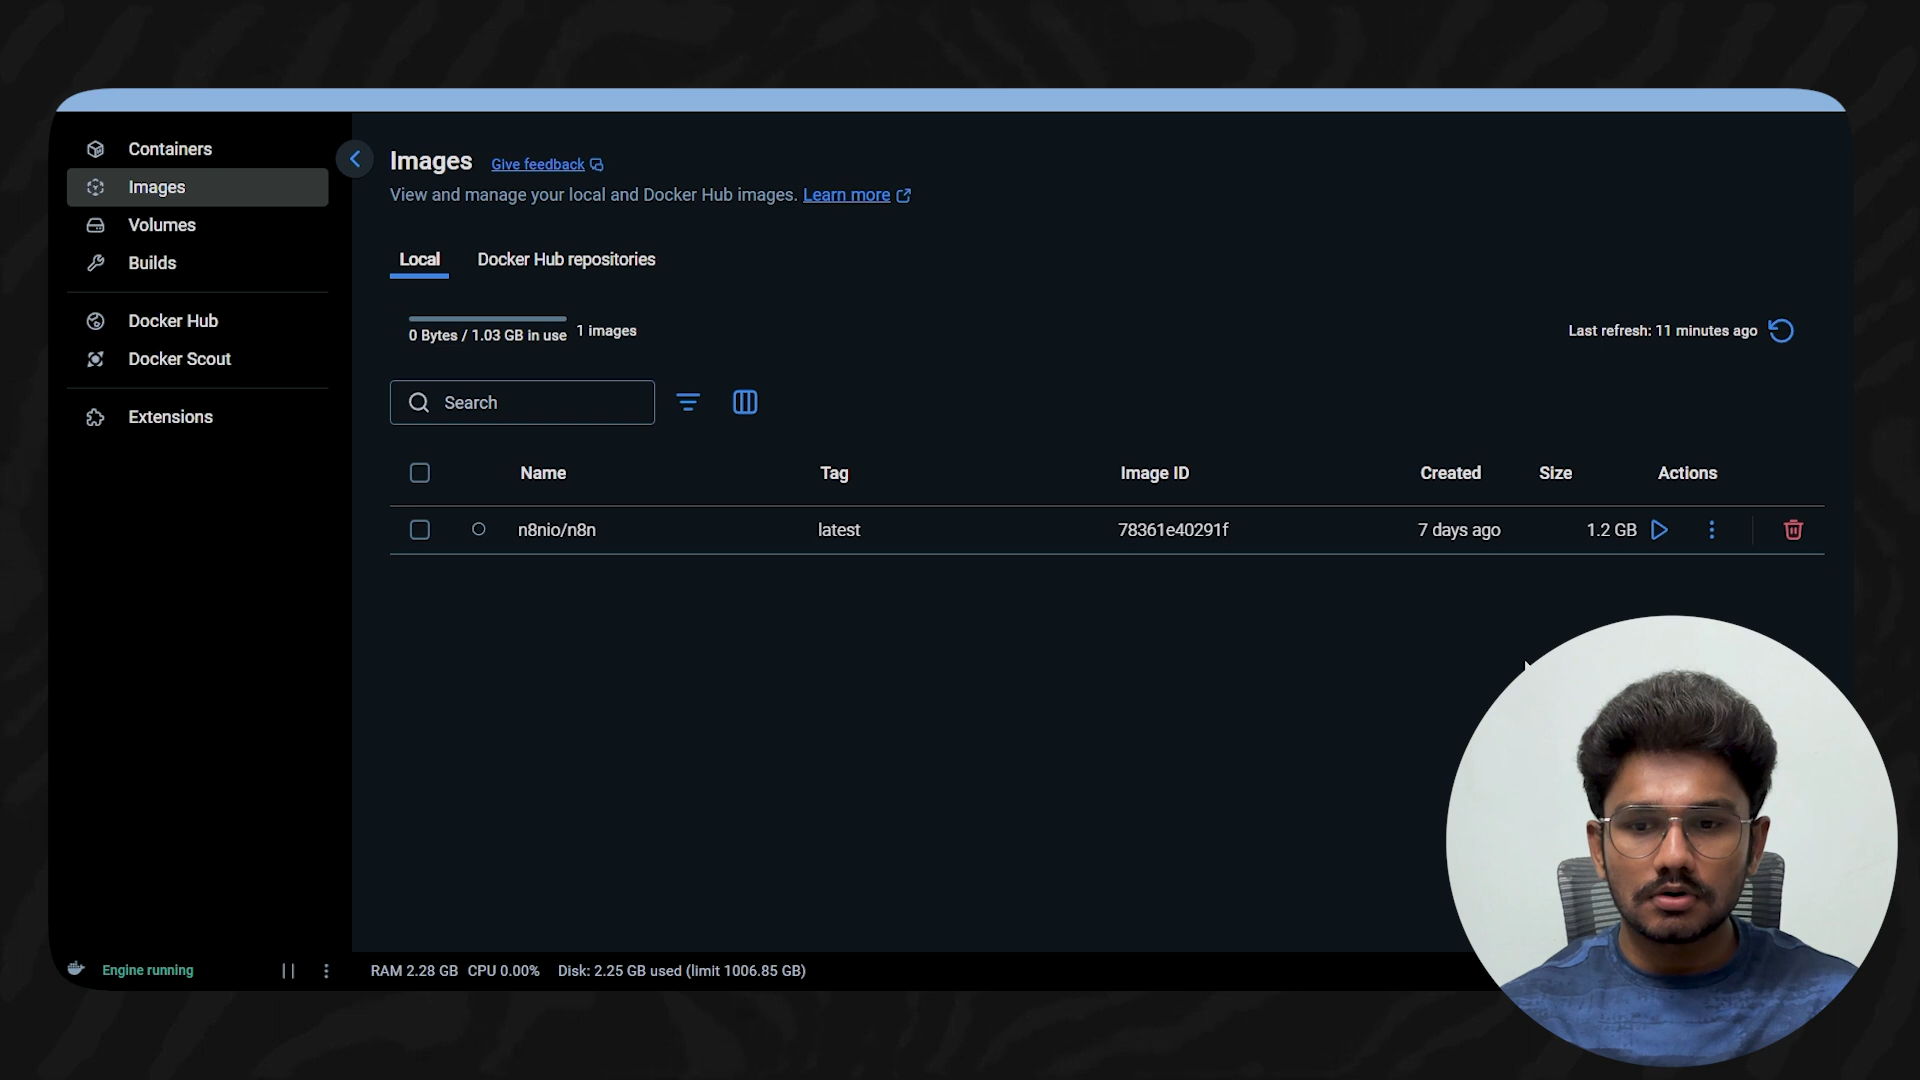 Containers
Images
Volumes
Builds
Docker Hub
Docker Scout
Extensions
Images Give feedback
View and manage your local and Docker Hub images. Learn more
Local Docker Hub repositories
0 Bytes / 1.03 GB in use 1 images
Last refresh: 11 minutes ago
Search
Name Tag Image ID Created Size Actions
n8nio/n8n latest 78361e40291f 7 days ago 1.2 GB
Engine running
RAM 2.28 GB CPU 0.00% Disk: 2.25 GB used (limit 1006.85 GB)